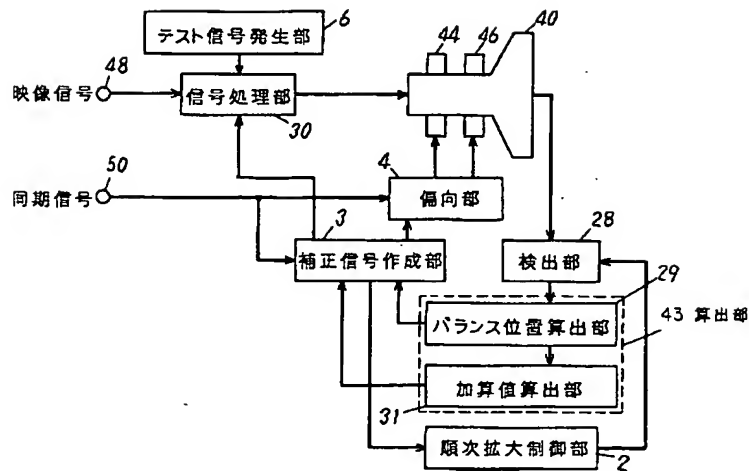 テスト信号発生部
6
44
46
40
映像信号
48
信号処理部
30
50
同期信号
4
偏向部
3
補正信号作成部
28
検出部
29
バランス位置算出部
43 算出部
加算値算出部
31
順次拡大制御部
2